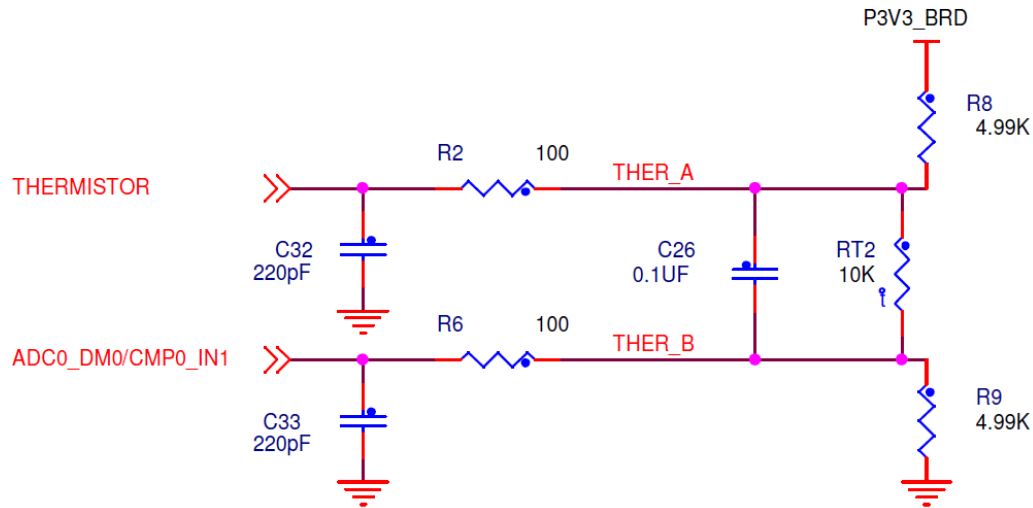 P3V3_BRD
R8
4.99K
R2 100
THER_A
THERMISTOR
C32
220pF
C26
0.1UF
RT2
10K
t
R6 100
THER_B
ADC0_DM0/CMP0_IN1
R9
4.99K
C33
220pF